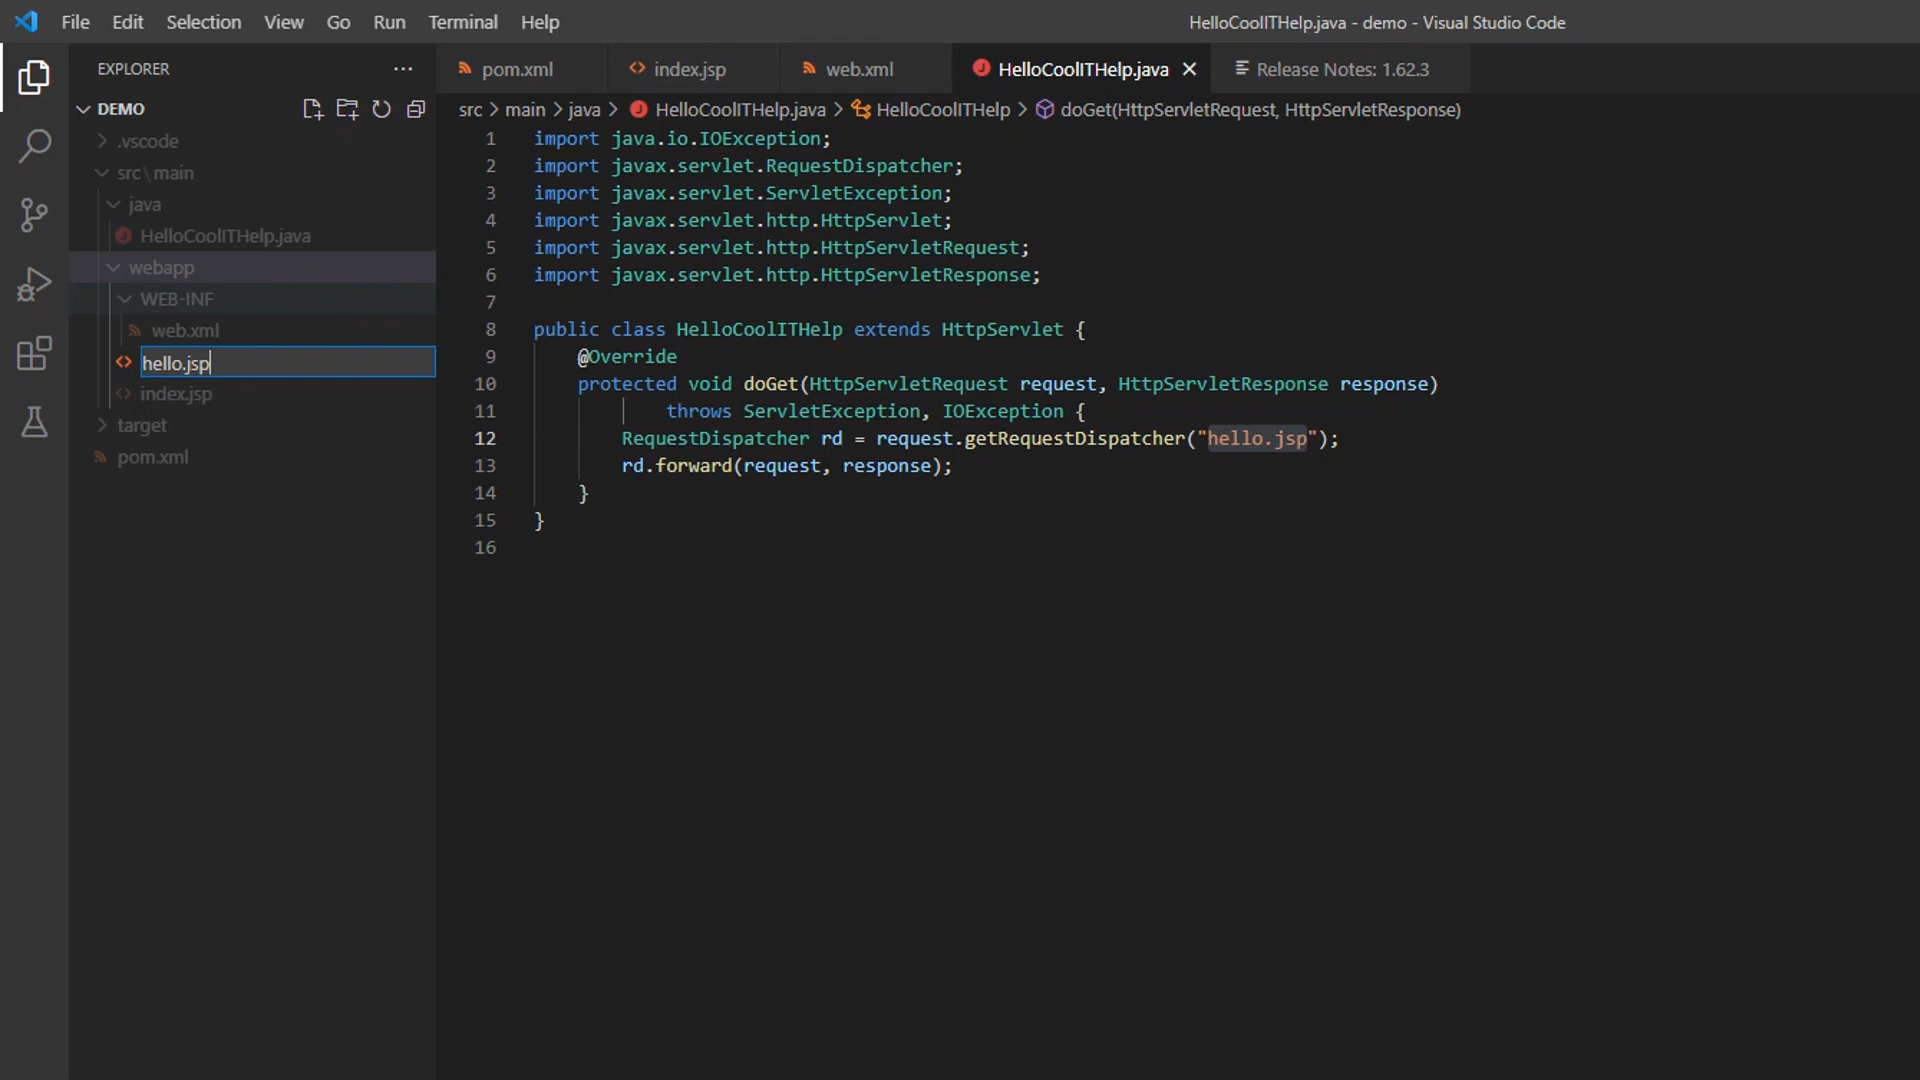 File Edit Selection View Go Run Terminal Help
HelloCoolITHelp.java - demo - Visual Studio Code
EXPLORER
DEMO
.vscode
src\main
java
HelloCoolITHelp.java
webapp
WEB-INF
web.xml
hello.jsp
index.jsp
target
pom.xml
pom.xml index.jsp web.xml HelloCoolITHelp.java Release Notes: 1.62.3
src > main > java > HelloCoolITHelp.java > HelloCoolITHelp > doGet(HttpServletRequest, HttpServletResponse)
1 import java.io.IOException;
2 import javax.servlet.RequestDispatcher;
3 import javax.servlet.ServletException;
4 import javax.servlet.http.HttpServlet;
5 import javax.servlet.http.HttpServletRequest;
6 import javax.servlet.http.HttpServletResponse;
7
8 public class HelloCoolITHelp extends HttpServlet {
9     @Override
10     protected void doGet(HttpServletRequest request, HttpServletResponse response)
11             throws ServletException, IOException {
12         RequestDispatcher rd = request.getRequestDispatcher("hello.jsp");
13         rd.forward(request, response);
14     }
15 }
16